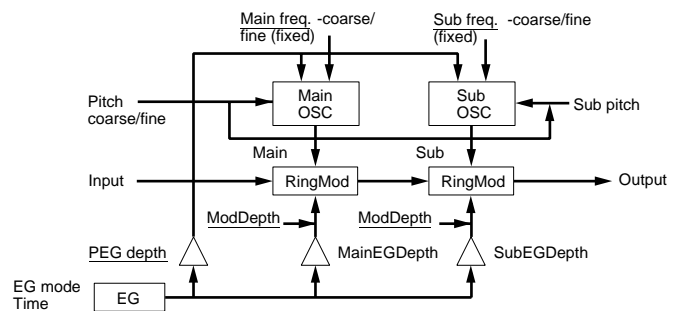 Main freq. -coarse/
fine (fixed)
Sub freq. -coarse/fine
(fixed)
Main
OSC
Sub
OSC
Pitch
coarse/fine
Sub pitch
Main
Sub
Input
RingMod
RingMod
Output
ModDepth
ModDepth
PEG depth
MainEGDepth
SubEGDepth
EG mode
Time
EG